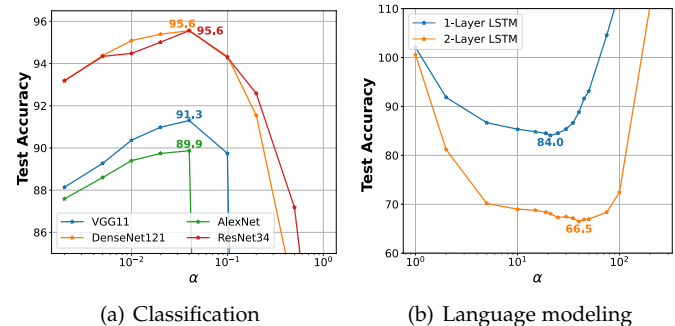 96
94
92
90
88
86
Test Accuracy
95.6
95.6
91.3
89.9
VGG11
DenseNet121
AlexNet
ResNet34
10⁻² 10⁻¹ 10⁰
α
(a) Classification
110
100
90
80
70
60
Test Accuracy
1-Layer LSTM
2-Layer LSTM
84.0
66.5
10⁰ 10¹ 10²
α
(b) Language modeling